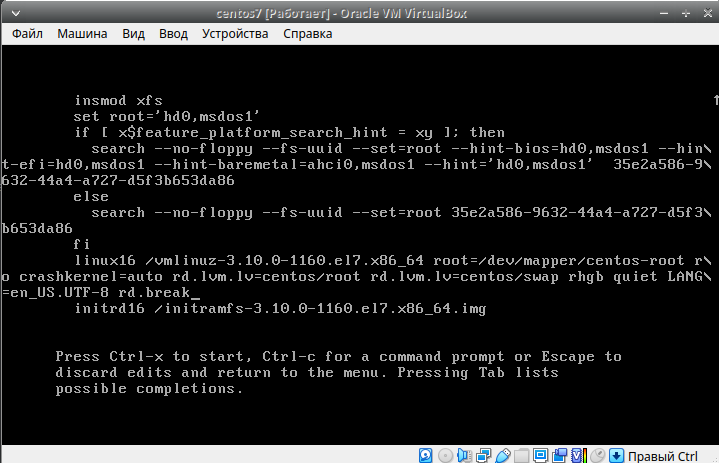 centos7 [Работает] - Oracle VM VirtualBox
Файл Машина Вид Ввод Устройства Справка
insmod xfs
set root='hd0,msdos1'
if [ x$feature_platform_search_hint = xy ]; then
search --no-floppy --fs-uuid --set=root --hint-bios=hd0,msdos1 --hin\
t-efi=hd0,msdos1 --hint-baremetal=ahci0,msdos1 --hint='hd0,msdos1'  35e2a586-9\
632-44a4-a727-d5f3b653da86
else
search --no-floppy --fs-uuid --set=root 35e2a586-9632-44a4-a727-d5f3\
b653da86
fi
linux16 /vmlinuz-3.10.0-1160.el7.x86_64 root=/dev/mapper/centos-root r\
o crashkernel=auto rd.lvm.lv=centos/root rd.lvm.lv=centos/swap rhgb quiet LANG\
=en_US.UTF-8 rd.break_
initrd16 /initramfs-3.10.0-1160.el7.x86_64.img
Press Ctrl-x to start, Ctrl-c for a command prompt or Escape to
discard edits and return to the menu. Pressing Tab lists
possible completions.
Правый Ctrl